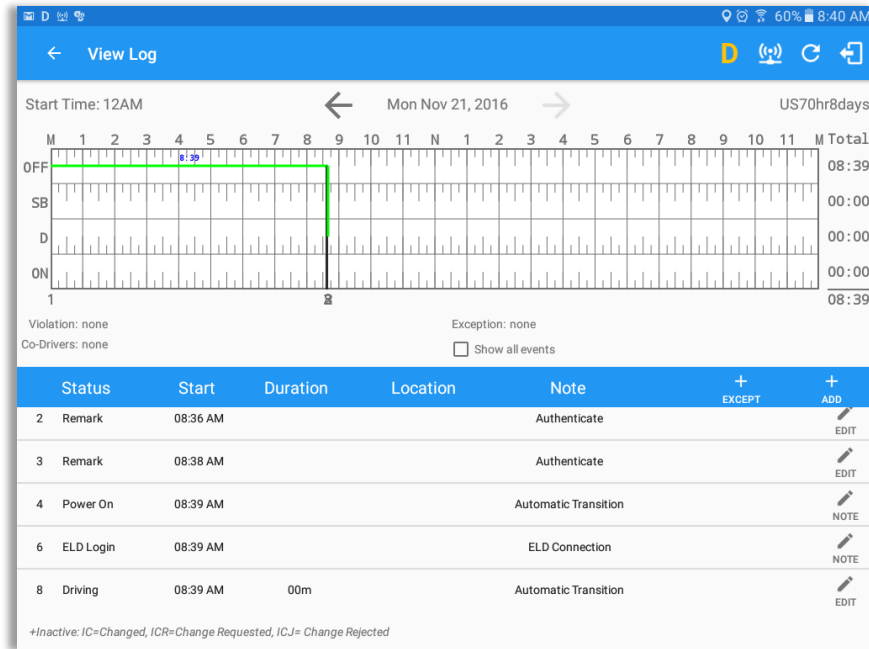 D 60% 8:40 AM
View Log D
Start Time: 12AM Mon Nov 21, 2016 US70hr8days
M 1 2 3 4 5 6 7 8 9 10 11 N 1 2 3 4 5 6 7 8 9 10 11 M Total
8:39
OFF 08:39
SB 00:00
D 00:00
ON 00:00
1 08:39
Violation: none Exception: none
Co-Drivers: none Show all events
Status Start Duration Location Note + EXCEPT + ADD
2 Remark 08:36 AM Authenticate EDIT
3 Remark 08:38 AM Authenticate EDIT
4 Power On 08:39 AM Automatic Transition NOTE
6 ELD Login 08:39 AM ELD Connection NOTE
8 Driving 08:39 AM 00m Automatic Transition EDIT
+Inactive: IC=Changed, ICR=Change Requested, ICJ= Change Rejected